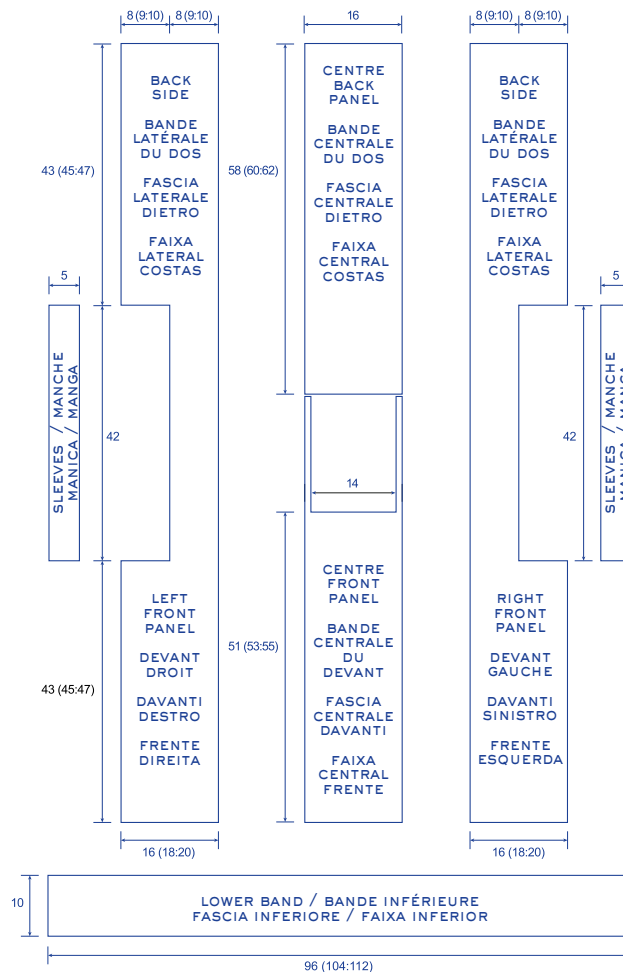 8 (9:10) 8 (9:10)
16
8 (9:10) 8 (9:10)
BACK
SIDE
BANDE
LATÉRALE
DU DOS
FASCIA
LATERALE
DIETRO
FAIXA
LATERAL
COSTAS
43 (45:47)
CENTRE
BACK
PANEL
BANDE
CENTRALE
DU DOS
FASCIA
CENTRALE
DIETRO
FAIXA
CENTRAL
COSTAS
58 (60:62)
BACK
SIDE
BANDE
LATÉRALE
DU DOS
FASCIA
LATERALE
DIETRO
FAIXA
LATERAL
COSTAS
5
5
SLEEVES / MANCHE
MANICA / MANGA
42
14
42
SLEEVES / MANCHE
MANICA / MANGA
LEFT
FRONT
PANEL
DEVANT
DROIT
DAVANTI
DESTRO
FRENTE
DIREITA
43 (45:47)
CENTRE
FRONT
PANEL
BANDE
CENTRALE
DU
DEVANT
FASCIA
CENTRALE
DAVANTI
FAIXA
CENTRAL
FRENTE
51 (53:55)
RIGHT
FRONT
PANEL
DEVANT
GAUCHE
DAVANTI
SINISTRO
FRENTE
ESQUERDA
16 (18:20)
16 (18:20)
10
LOWER BAND / BANDE INFÉRIEURE
FASCIA INFERIORE / FAIXA INFERIOR
96 (104:112)